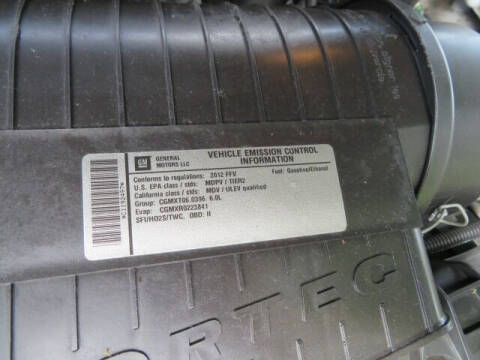 GM
GENERAL
MOTORS LLC
VEHICLE EMISSION CONTROL
INFORMATION
Conforms to regulations: 2012 FFV
Fuel: Gasoline/Ethanol
U.S. EPA class / stds: MDPV / TIER2
California class / stds: MDV / ULEV qualified
Group: CGMXT06.0396 6.0L
Evap: CGMXR0223841
SFI/HO2S/TWC, OBD: II
ORTEC